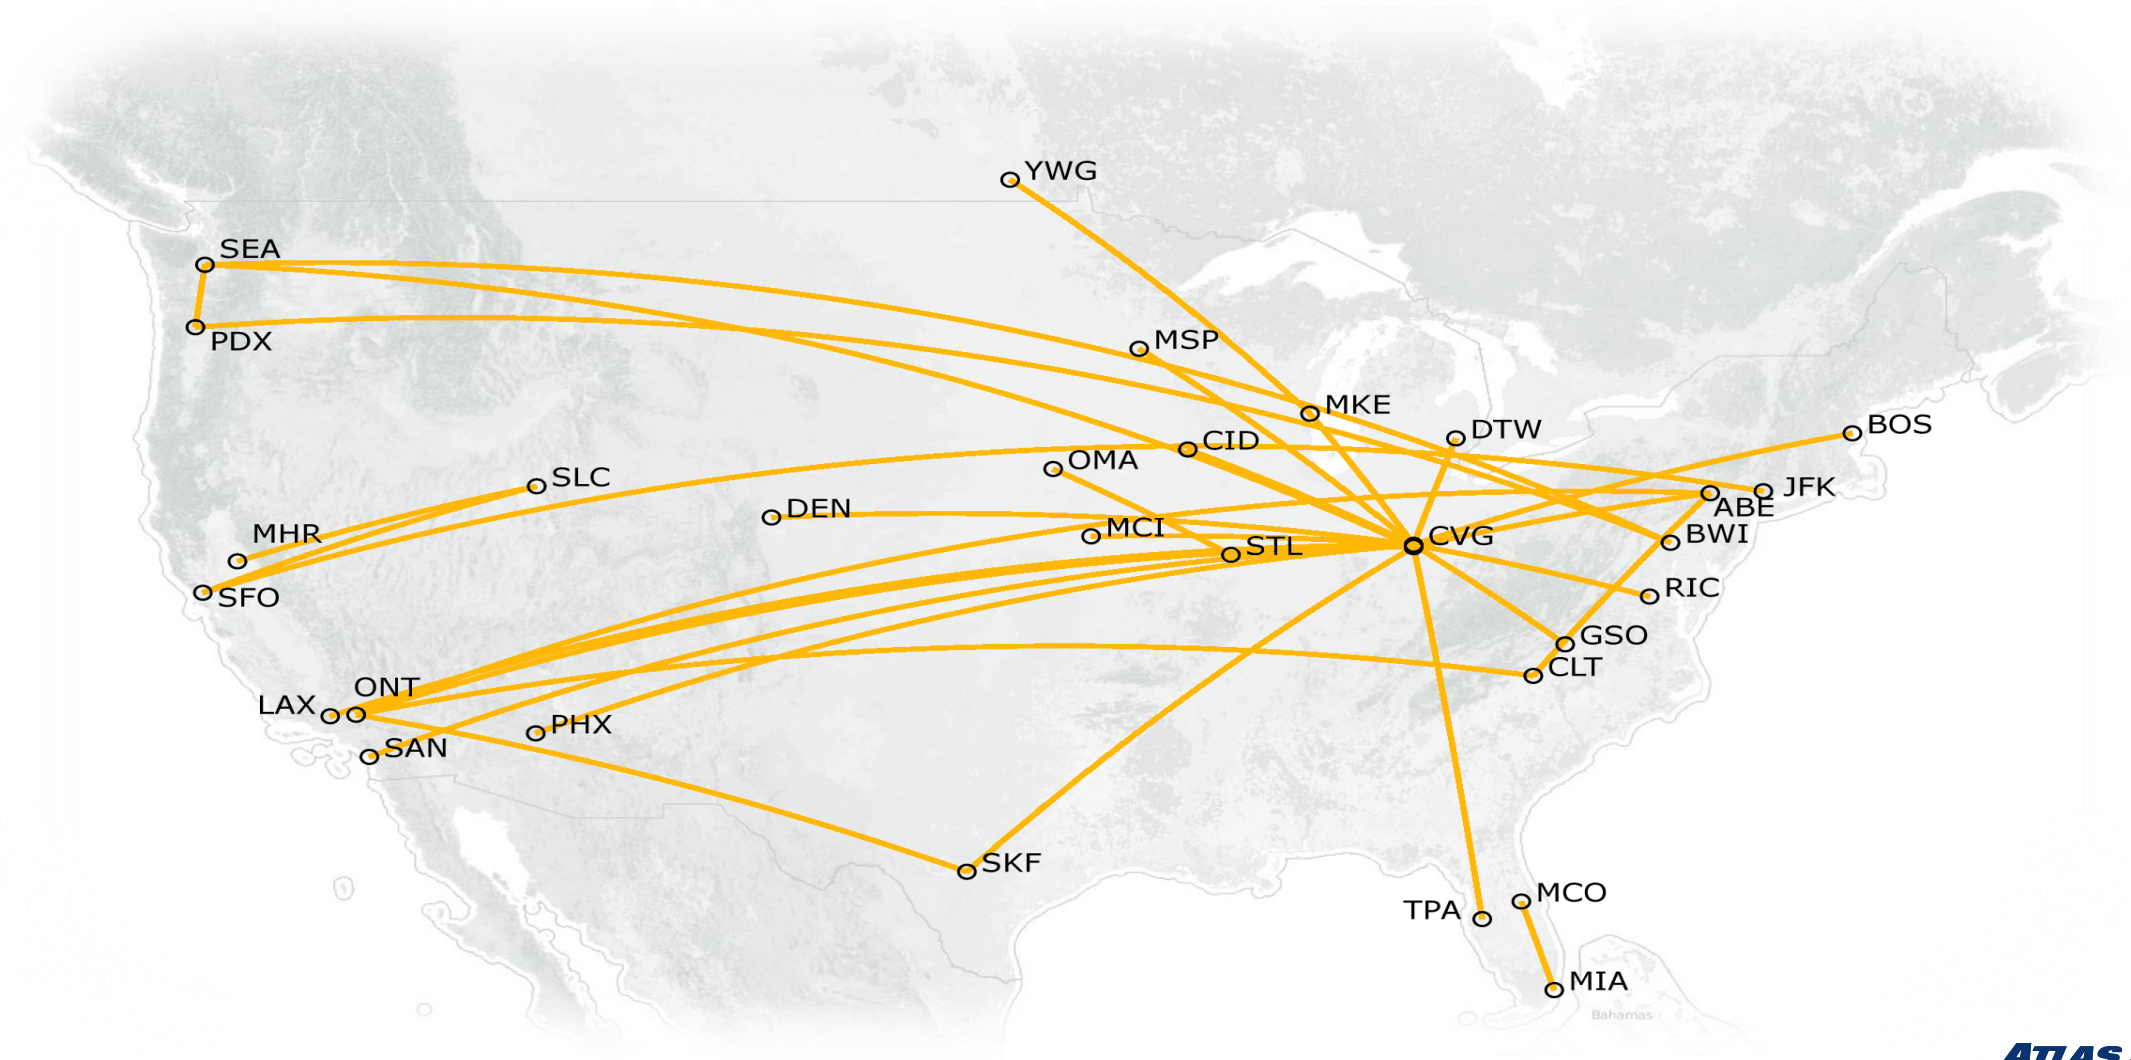 YWG
SEA
PDX
MSP
MKE
DTW
BOS
CID
OMA
SLC
JFK
ABE
DEN
MCI
CVG
BWI
MHR
STL
SFO
RIC
GSO
CLT
ONT
LAX
PHX
SAN
SKF
MCO
TPA
MIA
Bahamas
ATLAS